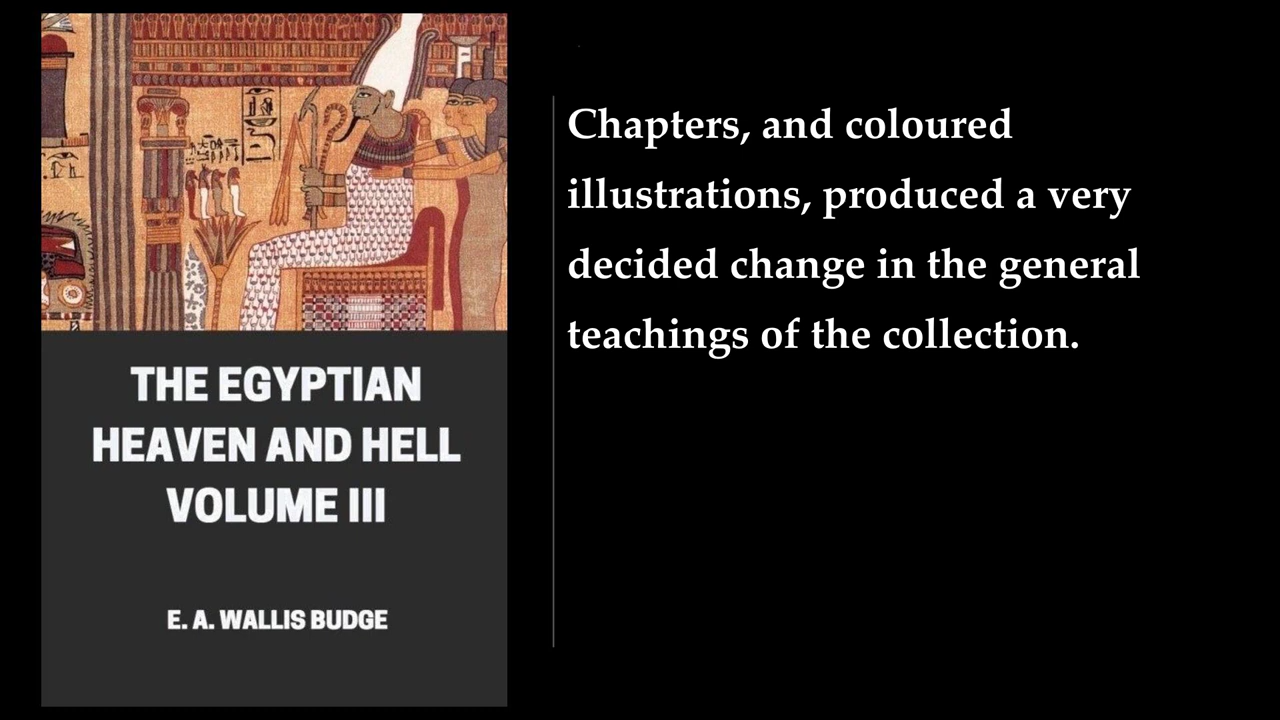 THE EGYPTIAN
HEAVEN AND HELL
VOLUME III
E. A. WALLIS BUDGE
Chapters, and coloured
illustrations, produced a very
decided change in the general
teachings of the collection.